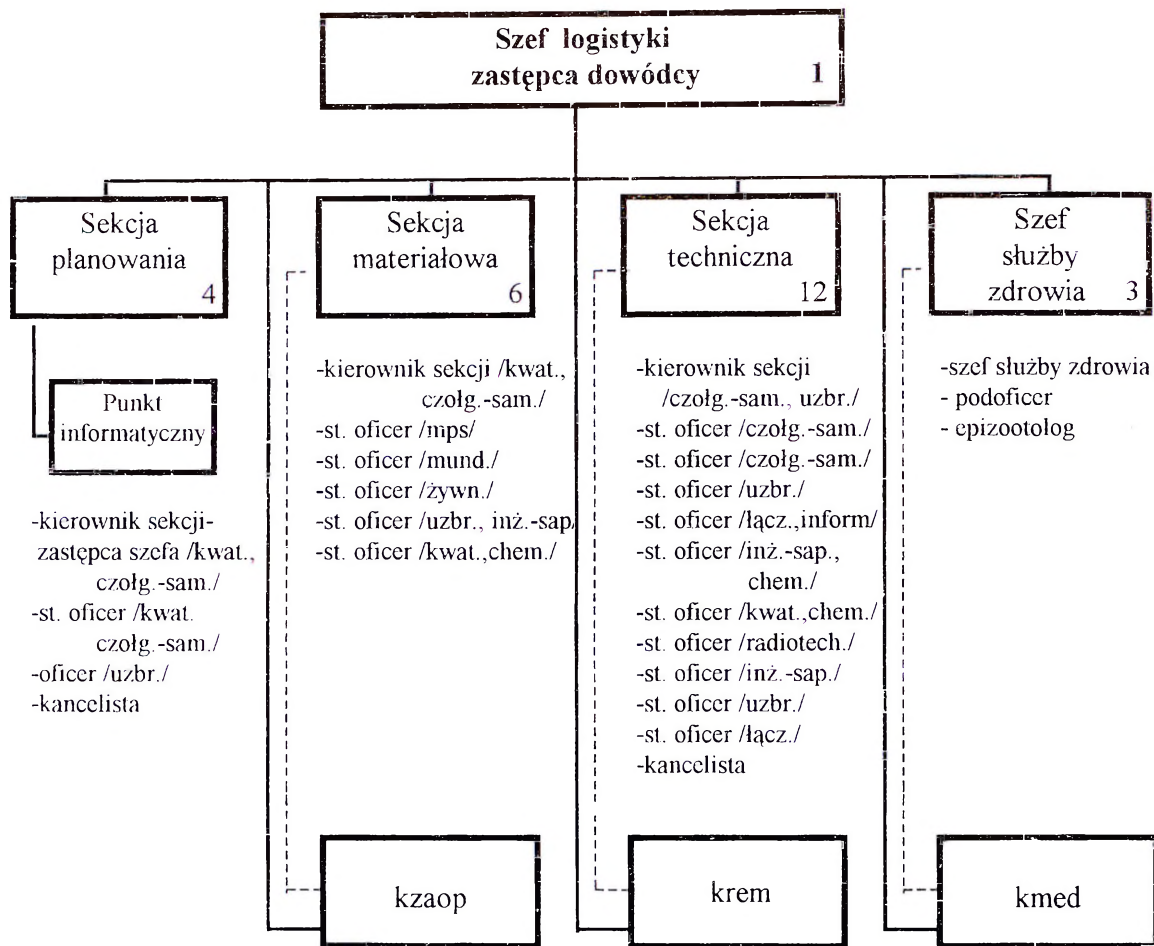 Szef logistyki
zastępca dowódcy 1
Sekcja
planowania
4
Sekcja
materiałowa
6
Sekcja
techniczna
12
Szef
służby
zdrowia 3
Punkt
informatyczny
-kierownik sekcji-
zastępca szefa /kwat.,
czołg.-sam./
-st. oficer /kwat.
czołg.-sam./
-oficer /uzbr./
-kancelista
-kierownik sekcji /kwat.,
czołg.-sam./
-st. oficer /mps/
-st. oficer /mund./
-st. oficer /żywn./
-st. oficer /uzbr., inż.-sap/
-st. oficer /kwat.,chem./
-kierownik sekcji
/czołg.-sam., uzbr./
-st. oficer /czołg.-sam./
-st. oficer /czołg.-sam./
-st. oficer /uzbr./
-st. oficer /łącz.,inform/
-st. oficer /inż.-sap.,
chem./
-st. oficer /kwat.,chem./
-st. oficer /radiotech./
-st. oficer /inż.-sap./
-st. oficer /uzbr./
-st. oficer /łącz./
-kancelista
-szef służby zdrowia
- podoficer
- epizootolog
kzaop
krem
kmed